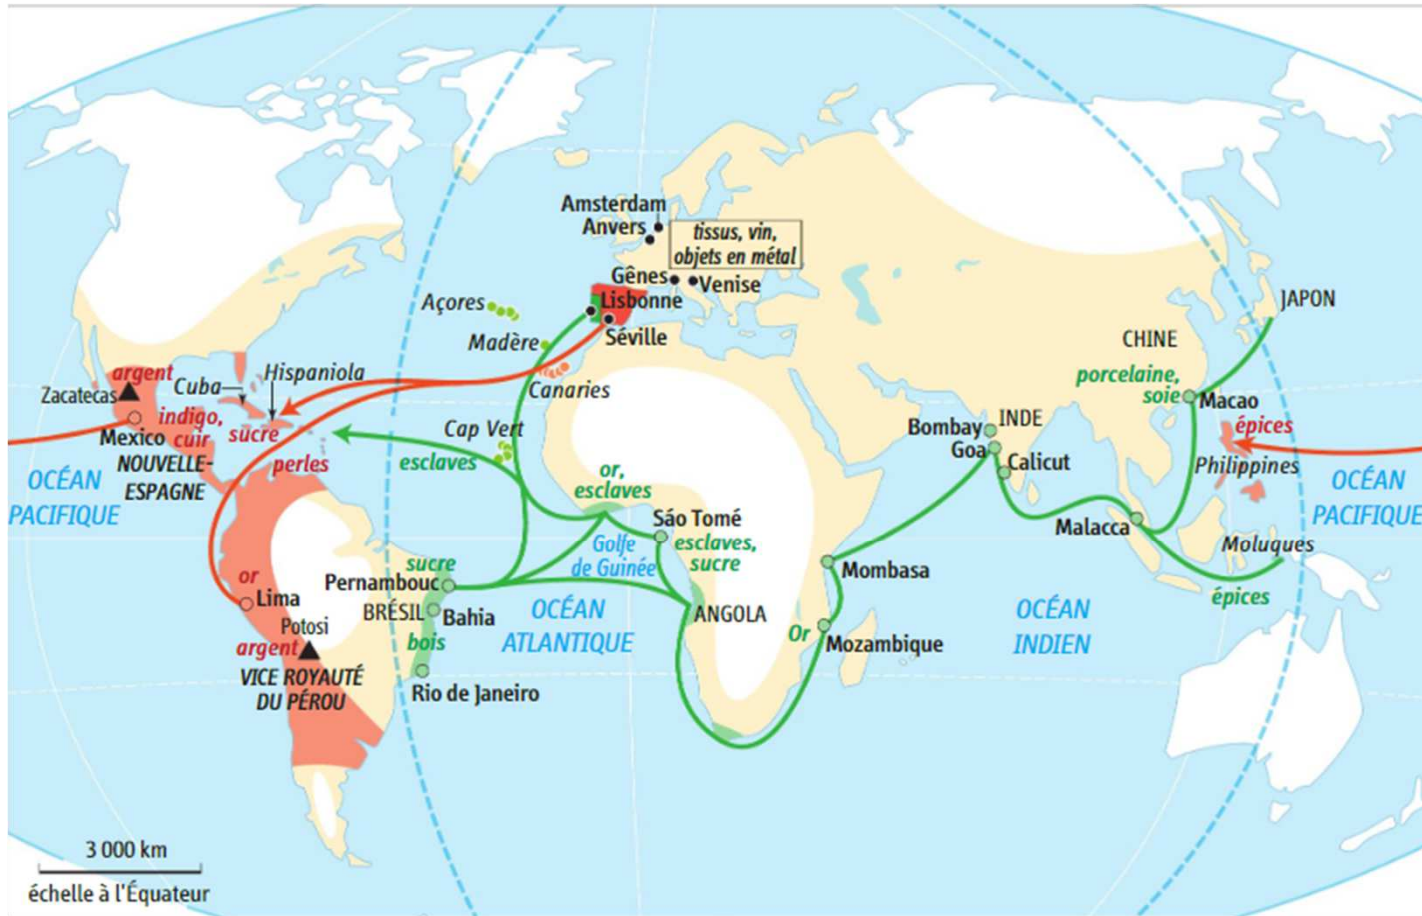 Amsterdam
Anvers
tissus, vin,
objets en métal
Gênes
Venise
Açores
Lisbonne
Madère
Séville
JAPON
CHINE
argent
Cuba
Hispaniola
Zacatecas
Canaries
porcelaine,
soie
Macao
indigo,
cuir
sucre
Mexico
NOUVELLE-
ESPAGNE
Cap Vert
Bombay
INDE
Goa
Calicut
épices
Philippines
OCÉAN
PACIFIQUE
perles
esclaves
or,
esclaves
OCÉAN
PACIFIQUE
Sáo Tomé
esclaves,
sucre
Golfe
de Guinée
Malacca
Moluques
or
Lima
sucre
Pernambouc
BRÉSIL
Bahia
OCÉAN
ATLANTIQUE
ANGOLA
Mombasa
OCÉAN
INDIEN
épices
Potosi
argent
bois
Or
Mozambique
VICE ROYAUTÉ
DU PÉROU
Rio de Janeiro
3 000 km
échelle à l'Équateur